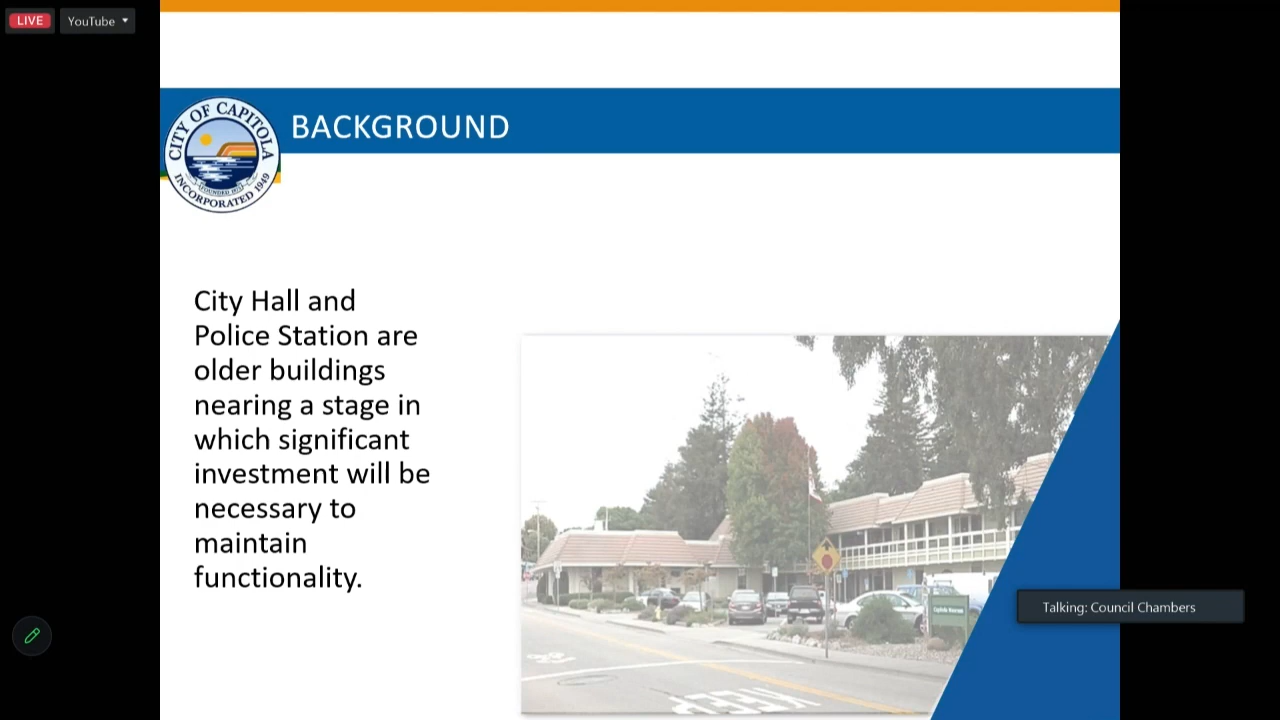 LIVE
YouTube
CITY OF CAPITOLA
INCORPORATED 1949
BACKGROUND
City Hall and
Police Station are
older buildings
nearing a stage in
which significant
investment will be
necessary to
maintain
functionality.
Talking: Council Chambers
KEEP